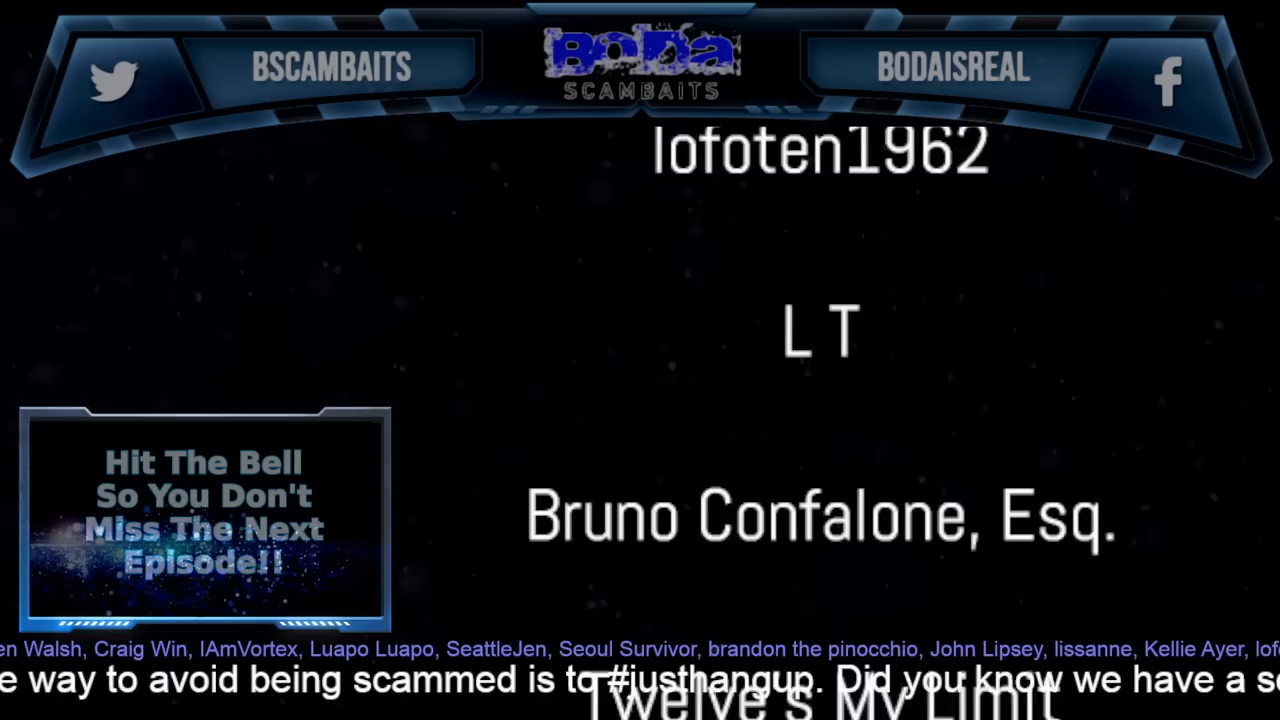 BSCAMBAITS
BoDa
SCAMBAITS
BODAISREAL
lofoten1962
L T
Bruno Confalone, Esq.
Hit The Bell
So You Don't
Miss The Next
Episode!!
en Walsh, Craig Win, IAmVortex, Luapo Luapo, SeattleJen, Seoul Survivor, brandon the pinocchio, John Lipsey, lissanne, Kellie Ayer, lof
e way to avoid being scammed is to #justhangup. Did you know we have a se
Twelve's My Limit